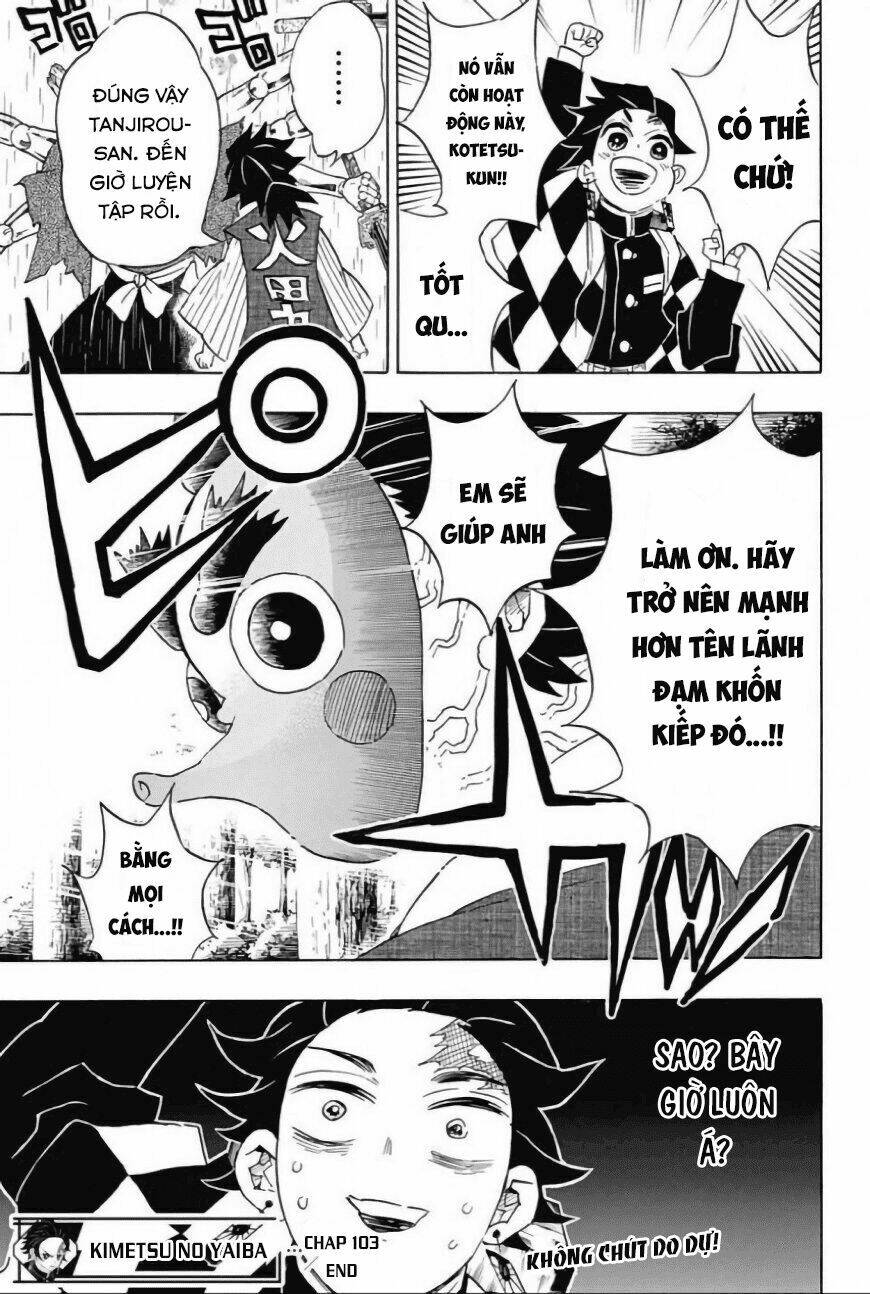 CÓ THẾ
CHỨ!
NÓ VẪN
CÒN HOẠT
ĐỘNG NÀY,
KOTETSU-
KUN!!
TỐT
QU...
......
ĐÚNG VẬY
TANJIROU-
SAN. ĐẾN
GIỜ LUYỆN
TẬP RỒI.
LÀM ƠN. HÃY
TRỞ NÊN MẠNH
HƠN TÊN LÃNH
ĐẠM KHỐN
KIẾP ĐÓ...!!
EM SẼ
GIÚP ANH
BẰNG
MỌI
CÁCH...!!
SAO? BÂY
GIỜ LUÔN
Á?
KHÔNG CHÚT DO DỰ!
KIMETSU NO YAIBA
...CHAP 103
END